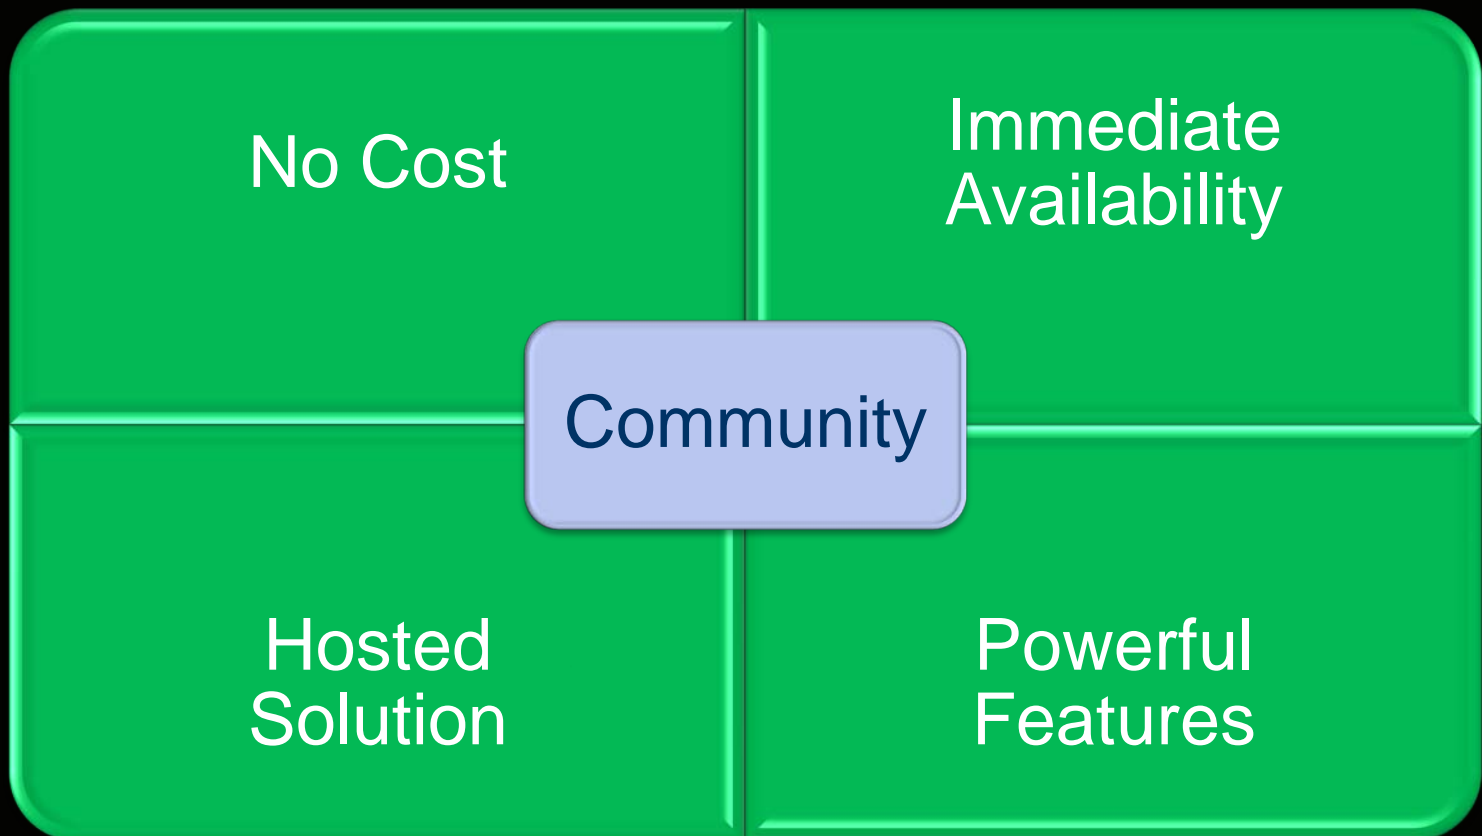 No Cost
Immediate
Availability
Community
Hosted
Solution
Powerful
Features